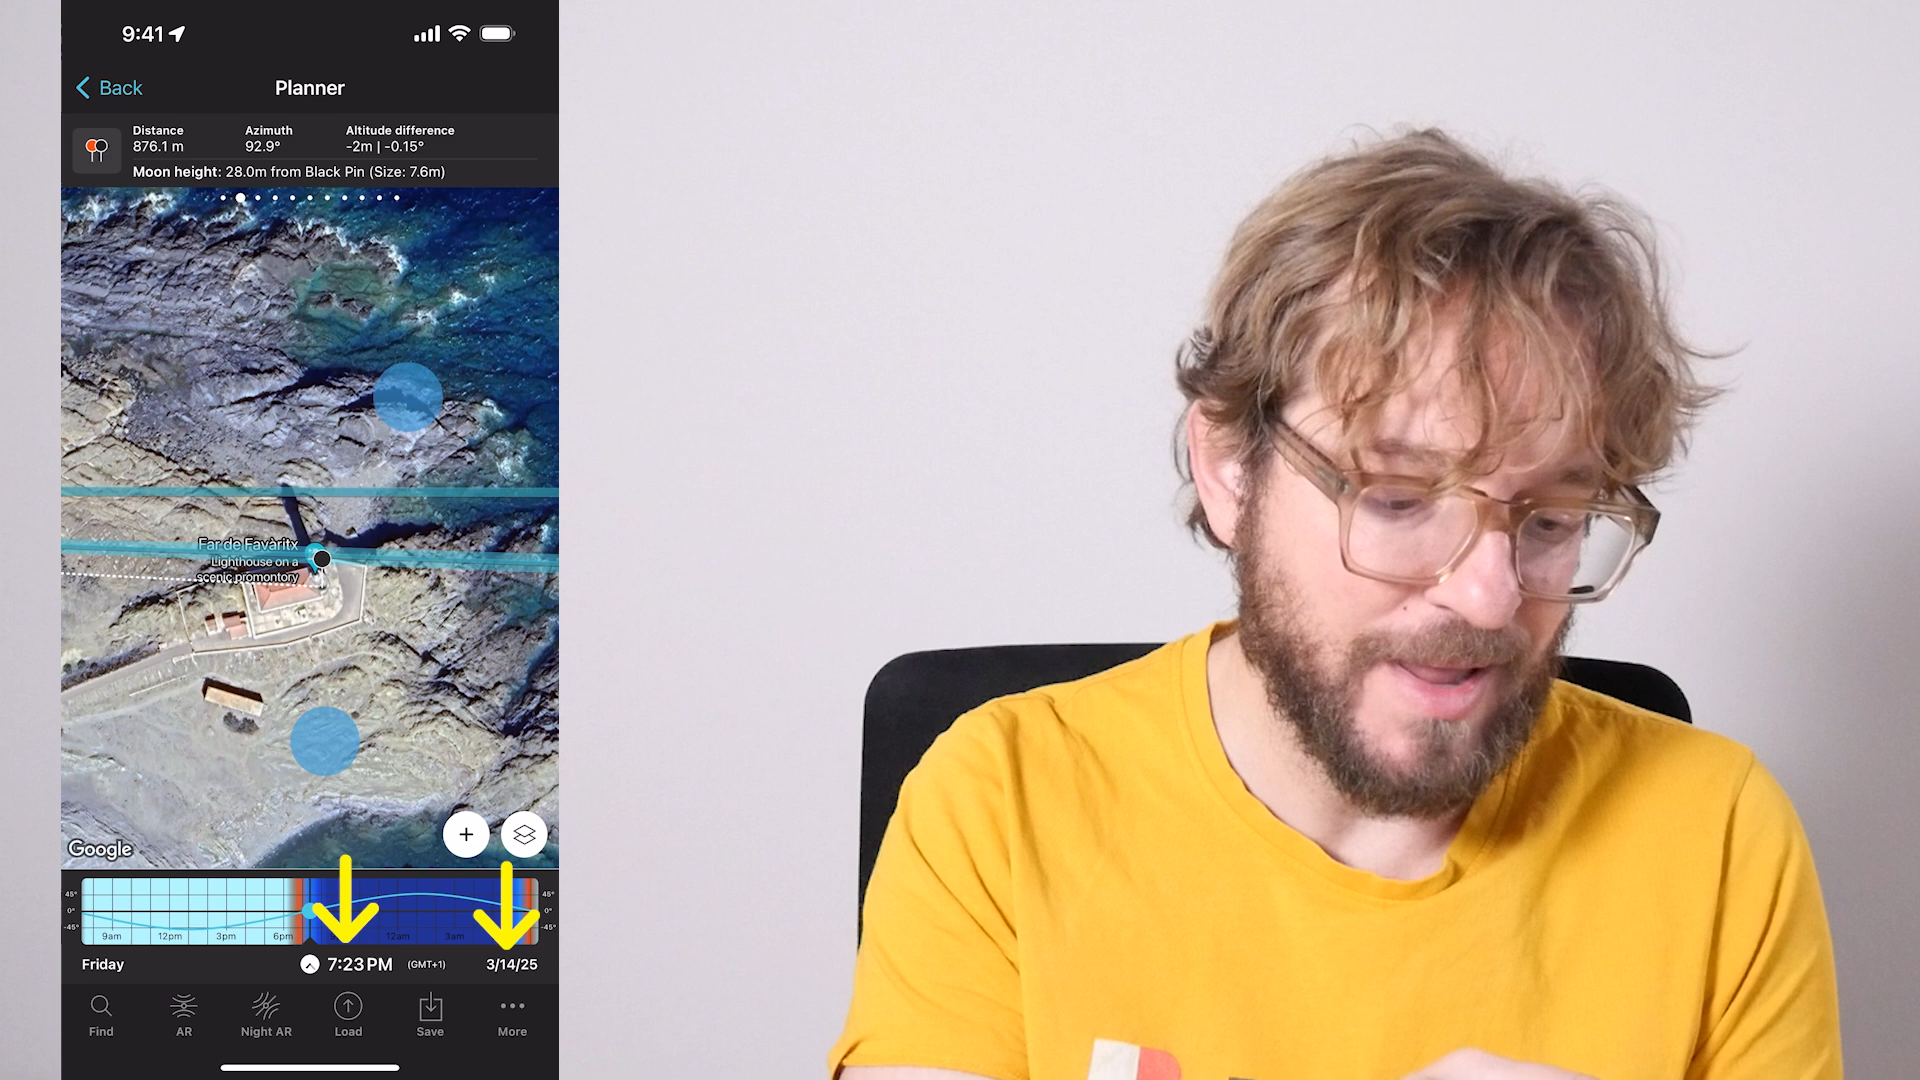 9:41
Back
Planner
Distance
876.1 m
Azimuth
92.9°
Altitude difference
-2m | -0.15°
Moon height: 28.0m from Black Pin (Size: 7.6m)
Far de Favàritx
Lighthouse on a
scenic promontory
+
Google
45°
0°
-45°
45°
0°
-45°
9am
12pm
3pm
6pm
12am
3am
Friday
7:23 PM
(GMT+1)
3/14/25
Find
AR
Night AR
Load
Save
More